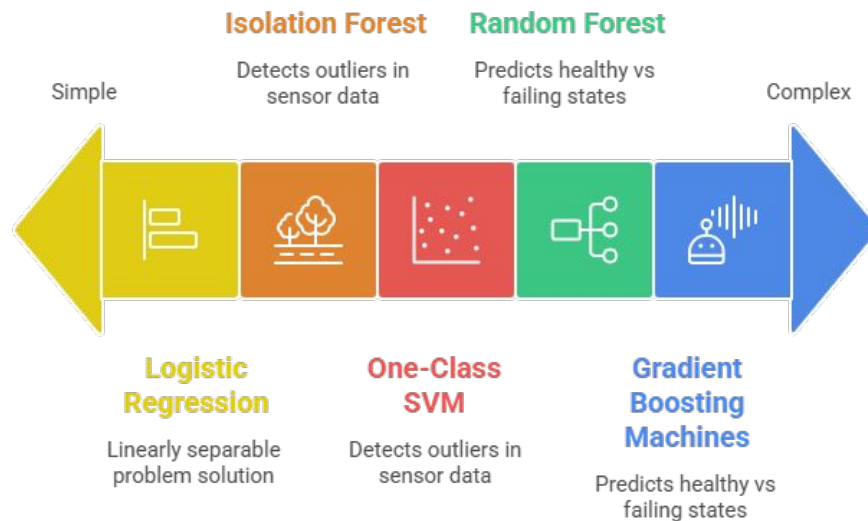 Isolation Forest
Detects outliers in
sensor data
Random Forest
Predicts healthy vs
failing states
Simple
Complex
Logistic
Regression
Linearly separable
problem solution
One-Class
SVM
Detects outliers in
sensor data
Gradient
Boosting
Machines
Predicts healthy vs
failing states